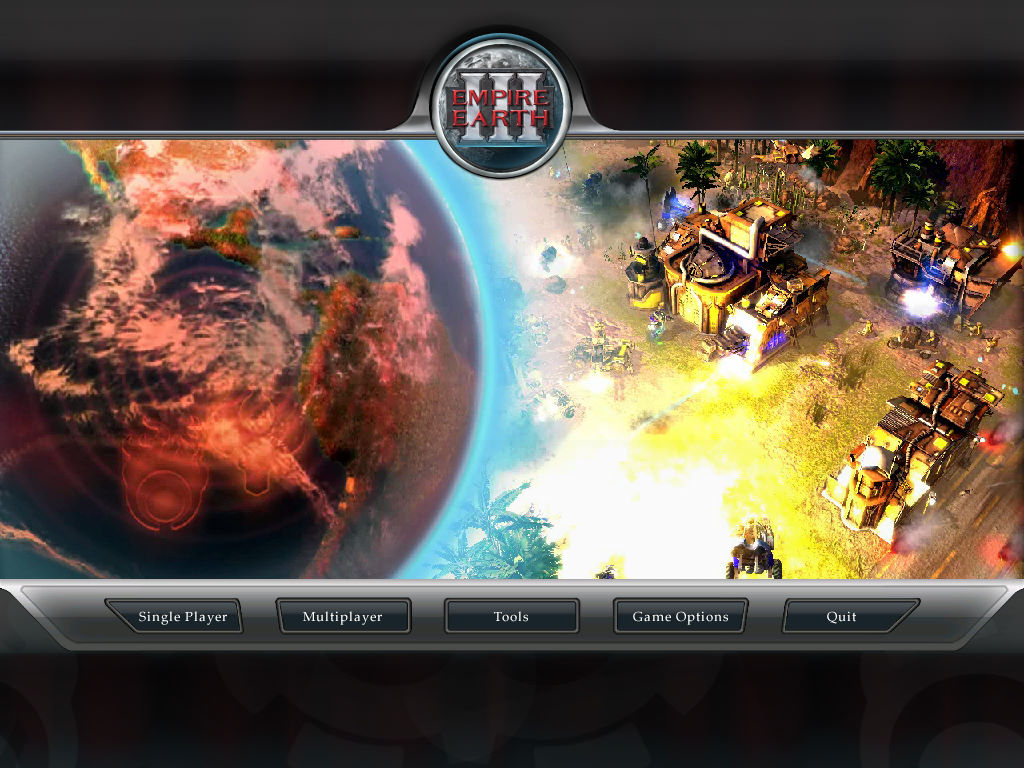 EMPIRE
EARTH
III
Single Player
Multiplayer
Tools
Game Options
Quit